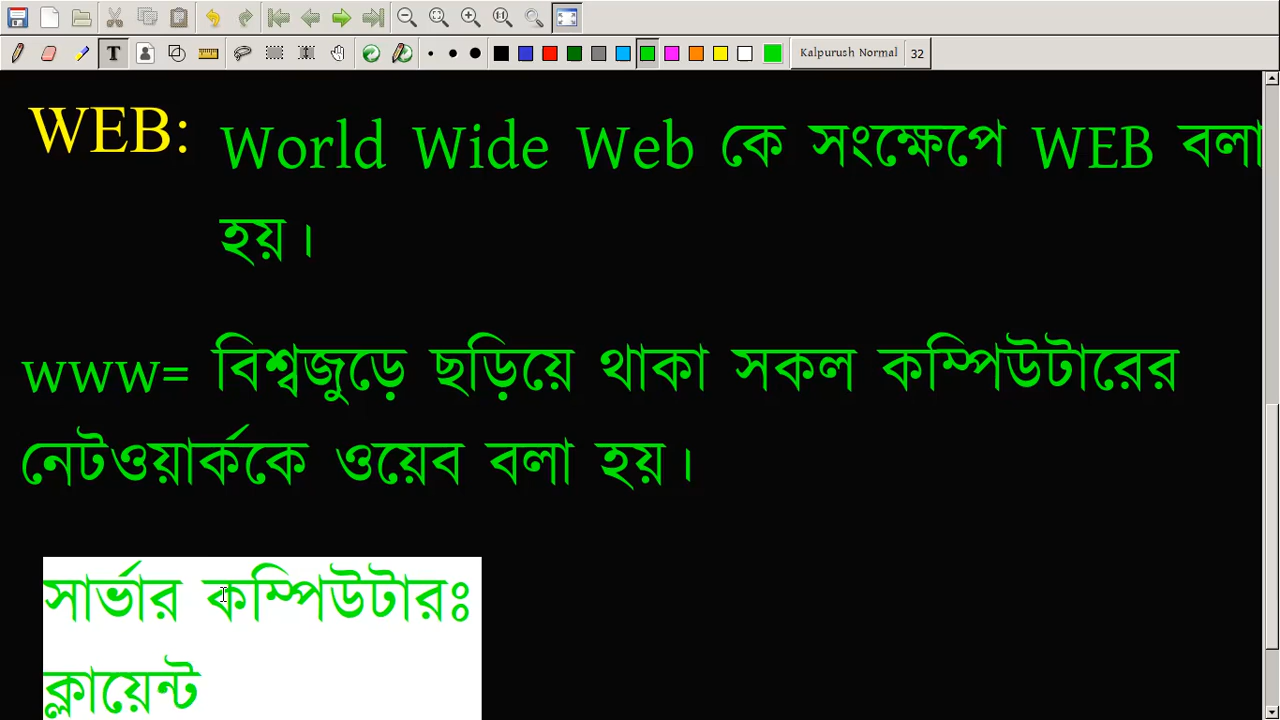 Kalpurush Normal 32
WEB: World Wide Web কে সংক্ষেপে WEB বলা
হয়।
www= বিশ্বজুড়ে ছড়িয়ে থাকা সকল কম্পিউটারের
নেটওয়ার্ককে ওয়েব বলা হয়।
সার্ভার কম্পিউটারঃ
ক্লায়েন্ট